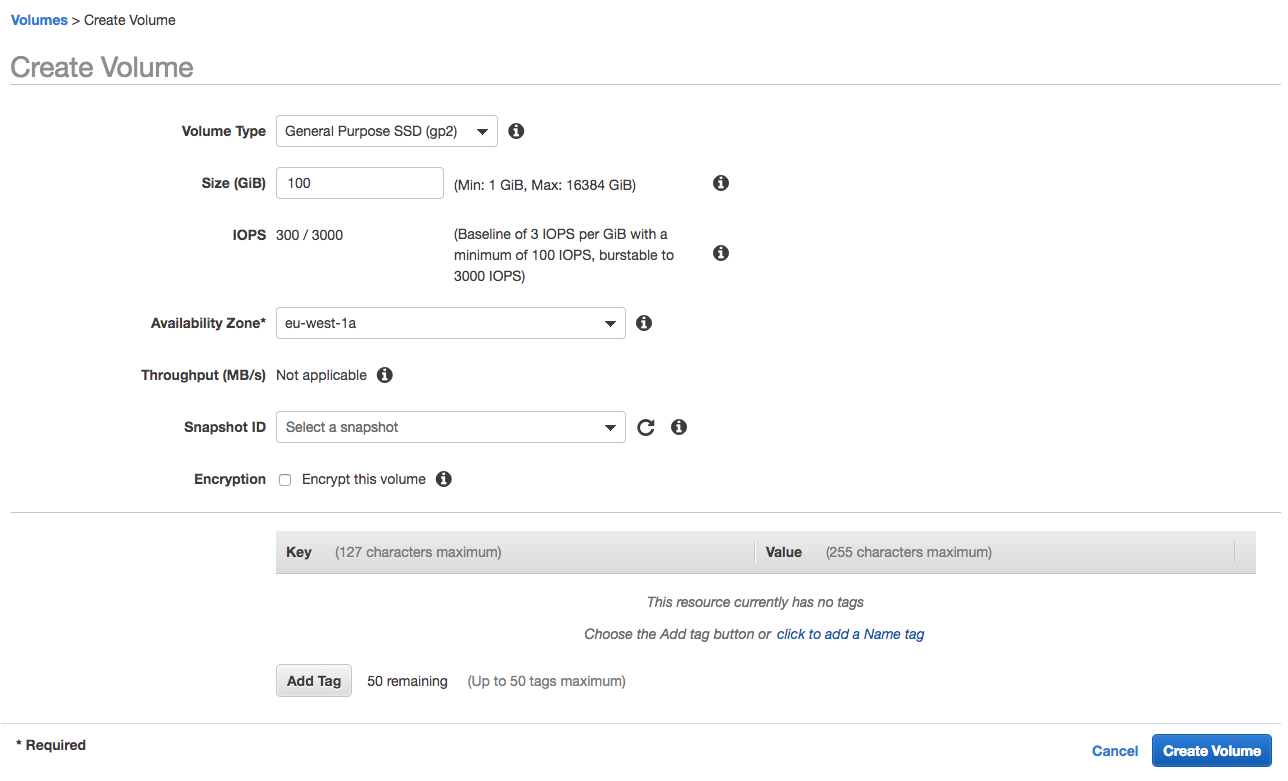 Volumes > Create Volume
Create Volume
Volume Type General Purpose SSD (gp2)
Size (GiB) 100 (Min: 1 GiB, Max: 16384 GiB)
IOPS 300 / 3000 (Baseline of 3 IOPS per GiB with a
minimum of 100 IOPS, burstable to
3000 IOPS)
Availability Zone* eu-west-1a
Throughput (MB/s) Not applicable
Snapshot ID Select a snapshot
Encryption Encrypt this volume
Key (127 characters maximum) Value (255 characters maximum)
This resource currently has no tags
Choose the Add tag button or click to add a Name tag
Add Tag 50 remaining (Up to 50 tags maximum)
* Required
Cancel Create Volume